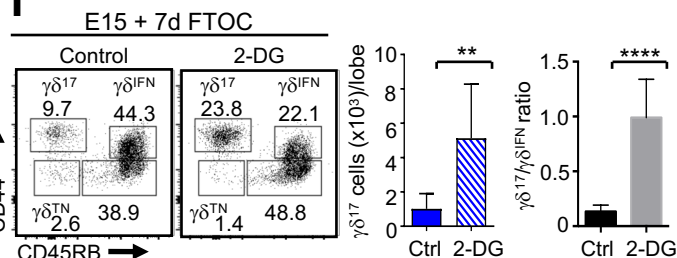 E15 + 7d FTOC
Control
2-DG
γδ17
γδIFN
9.7
44.3
γδTN
2.6
38.9
γδ17
γδIFN
23.8
22.1
γδTN
1.4
48.8
CD45RB
γδ17 cells (x10³)/lobe
10
8
6
4
2
0
**
Ctrl
2-DG
γδ17/γδIFN ratio
1.5
1.0
0.5
0
****
Ctrl
2-DG